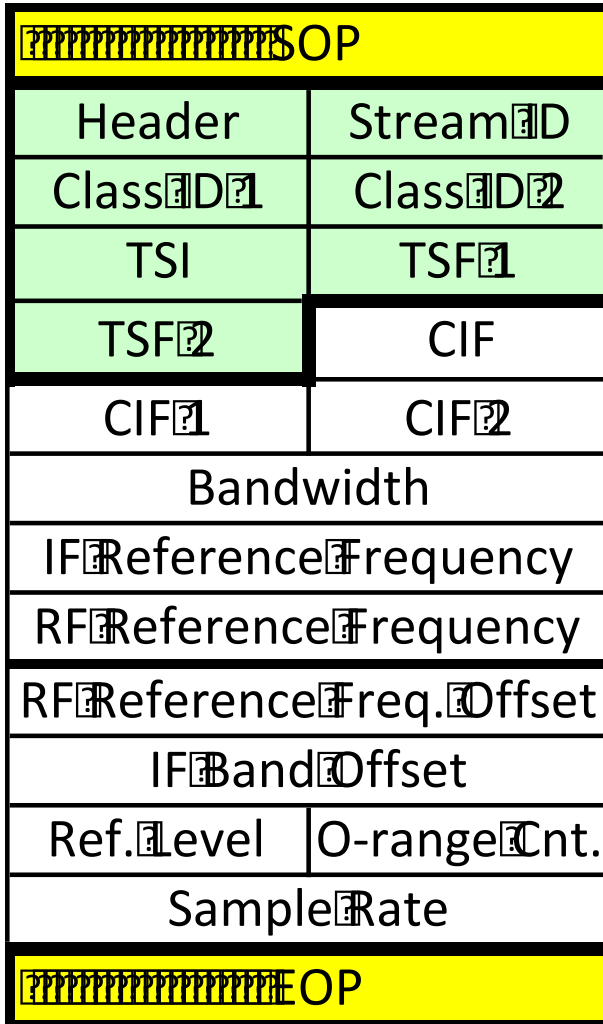 SOP
Header Stream ID
Class ID 1 Class ID 2
TSI TSF 1
TSF 2 CIF
CIF 1 CIF 2
Bandwidth
IF Reference Frequency
RF Reference Frequency
RF Reference Freq. Offset
IF Band Offset
Ref. Level O-range Cnt.
Sample Rate
EOP